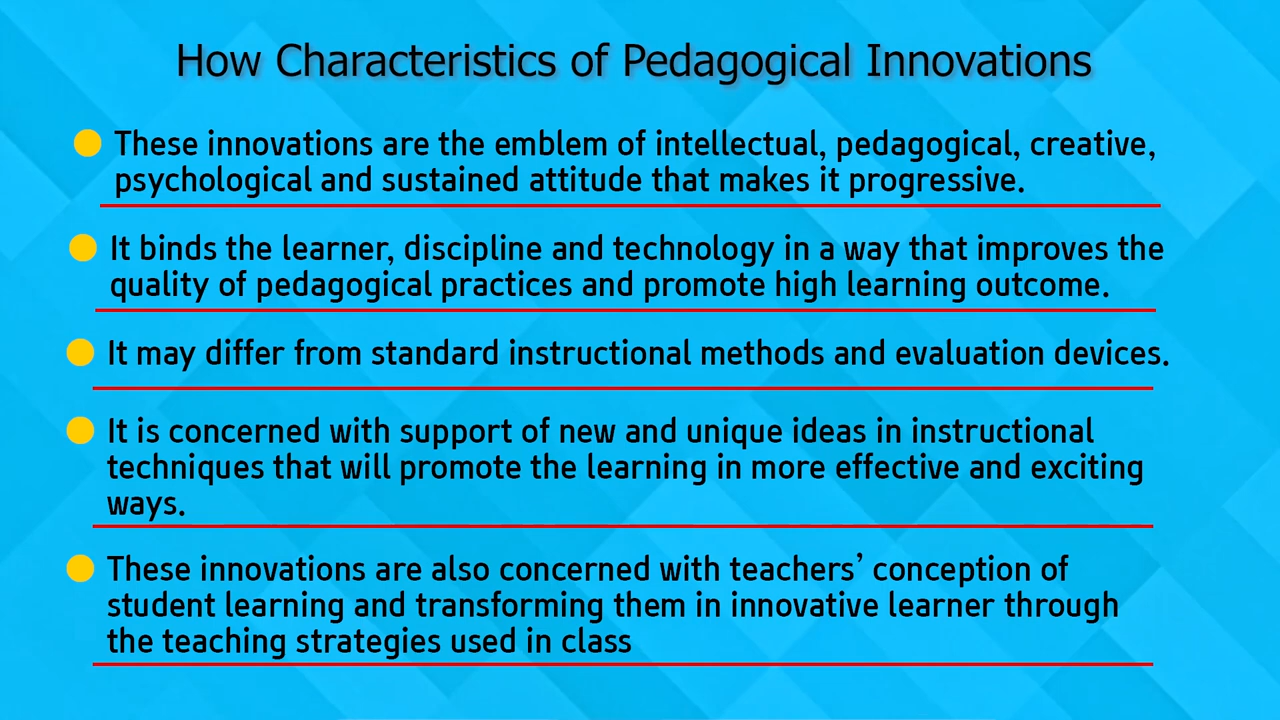 How Characteristics of Pedagogical Innovations
These innovations are the emblem of intellectual, pedagogical, creative,
psychological and sustained attitude that makes it progressive.
It binds the learner, discipline and technology in a way that improves the
quality of pedagogical practices and promote high learning outcome.
It may differ from standard instructional methods and evaluation devices.
It is concerned with support of new and unique ideas in instructional
techniques that will promote the learning in more effective and exciting
ways.
These innovations are also concerned with teachers’ conception of
student learning and transforming them in innovative learner through
the teaching strategies used in class